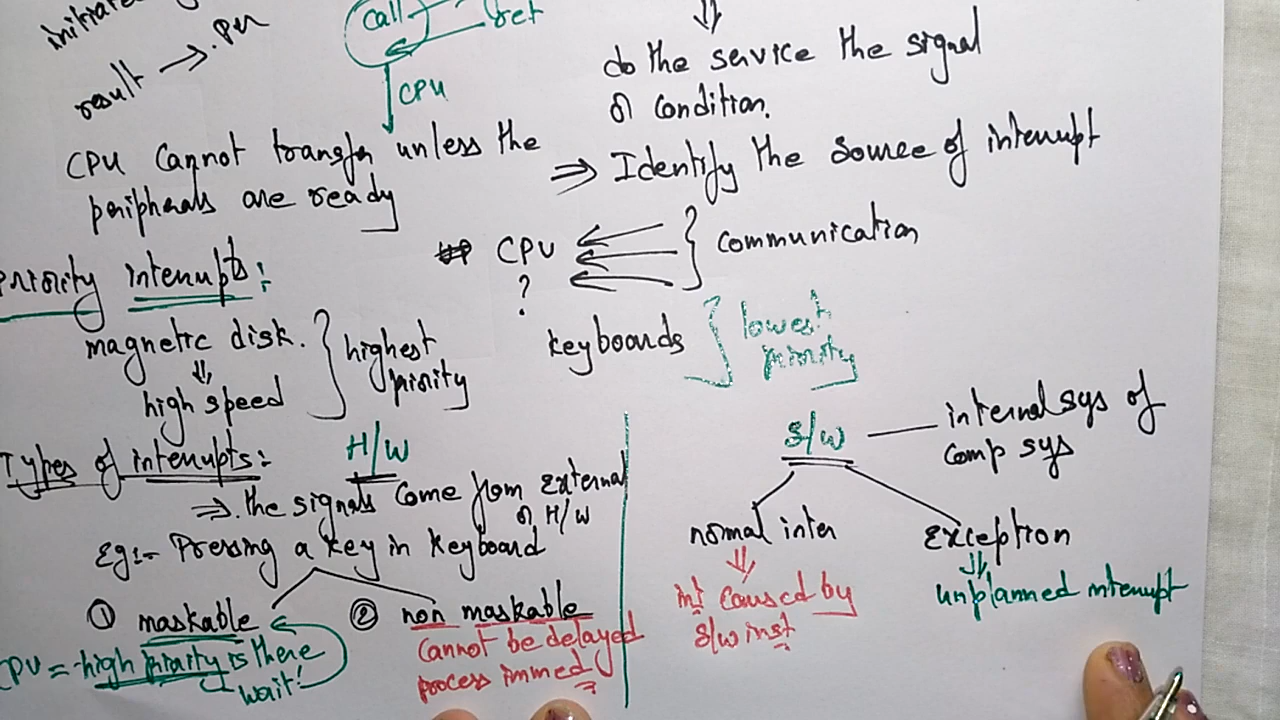 initiated
result → per
call
ret
CPU
CPU Cannot transfer unless the
peripherals are ready
⇓
do the service the signal
or condition.
⇒ Identify the source of interrupt
CPU
?
} communication
Priority interrupts:
magnetic disk.
⇓
high speed
} highest
priority
keyboards } lowest
priority
Types of interrupts:
H/W
⇒ the signals come from external
or H/W
Eg:- Pressing a key in keyboard
① maskable
CPU = high priority is there
wait!
② non maskable
Cannot be delayed
process immed
S/W — internal sys of
comp sys
normal inter
⇓
int caused by
S/w inst
Exception
⇓
unplanned interrupt